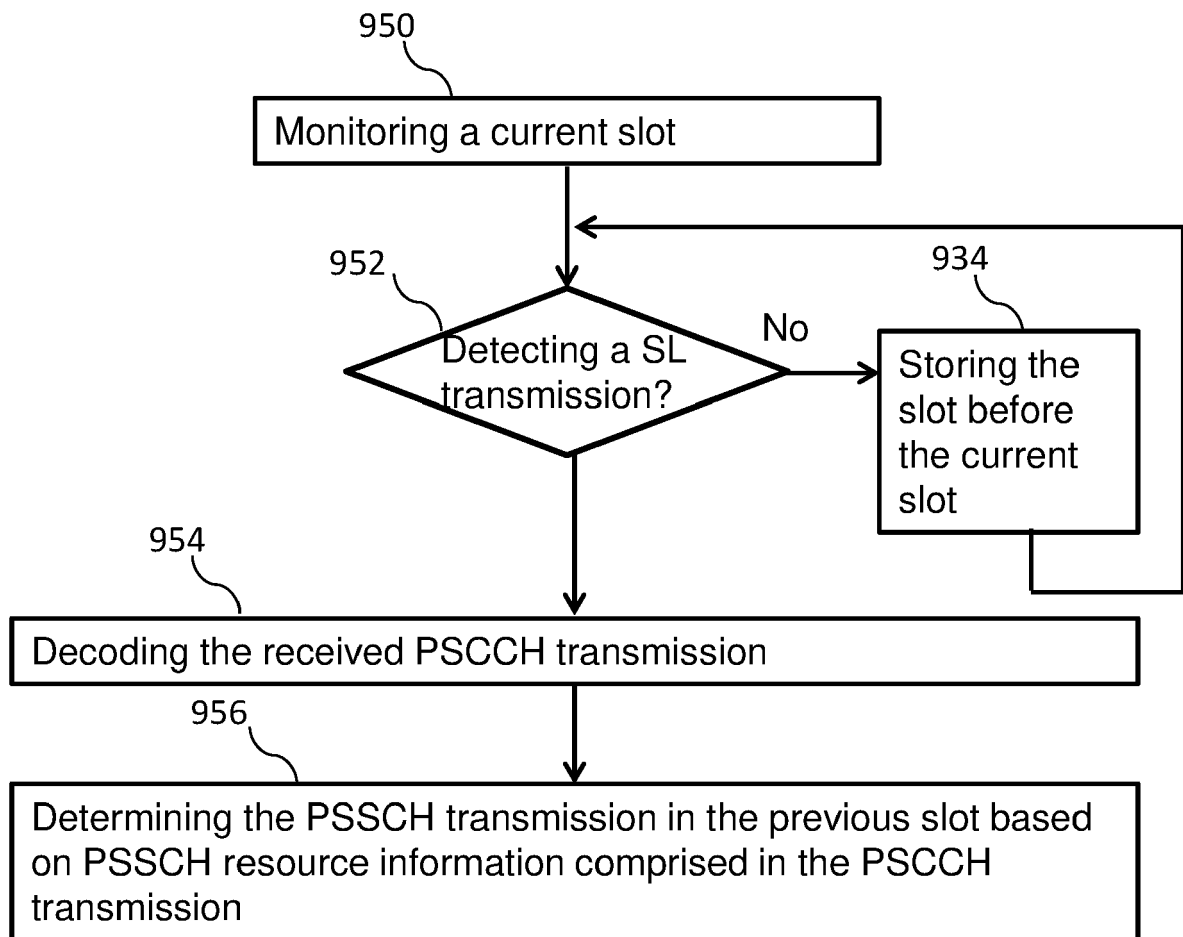 950
Monitoring a current slot
952
934
Detecting a SL
transmission?
No
Storing the
slot before
the current
slot
954
Decoding the received PSCCH transmission
956
Determining the PSSCH transmission in the previous slot based
on PSSCH resource information comprised in the PSCCH
transmission